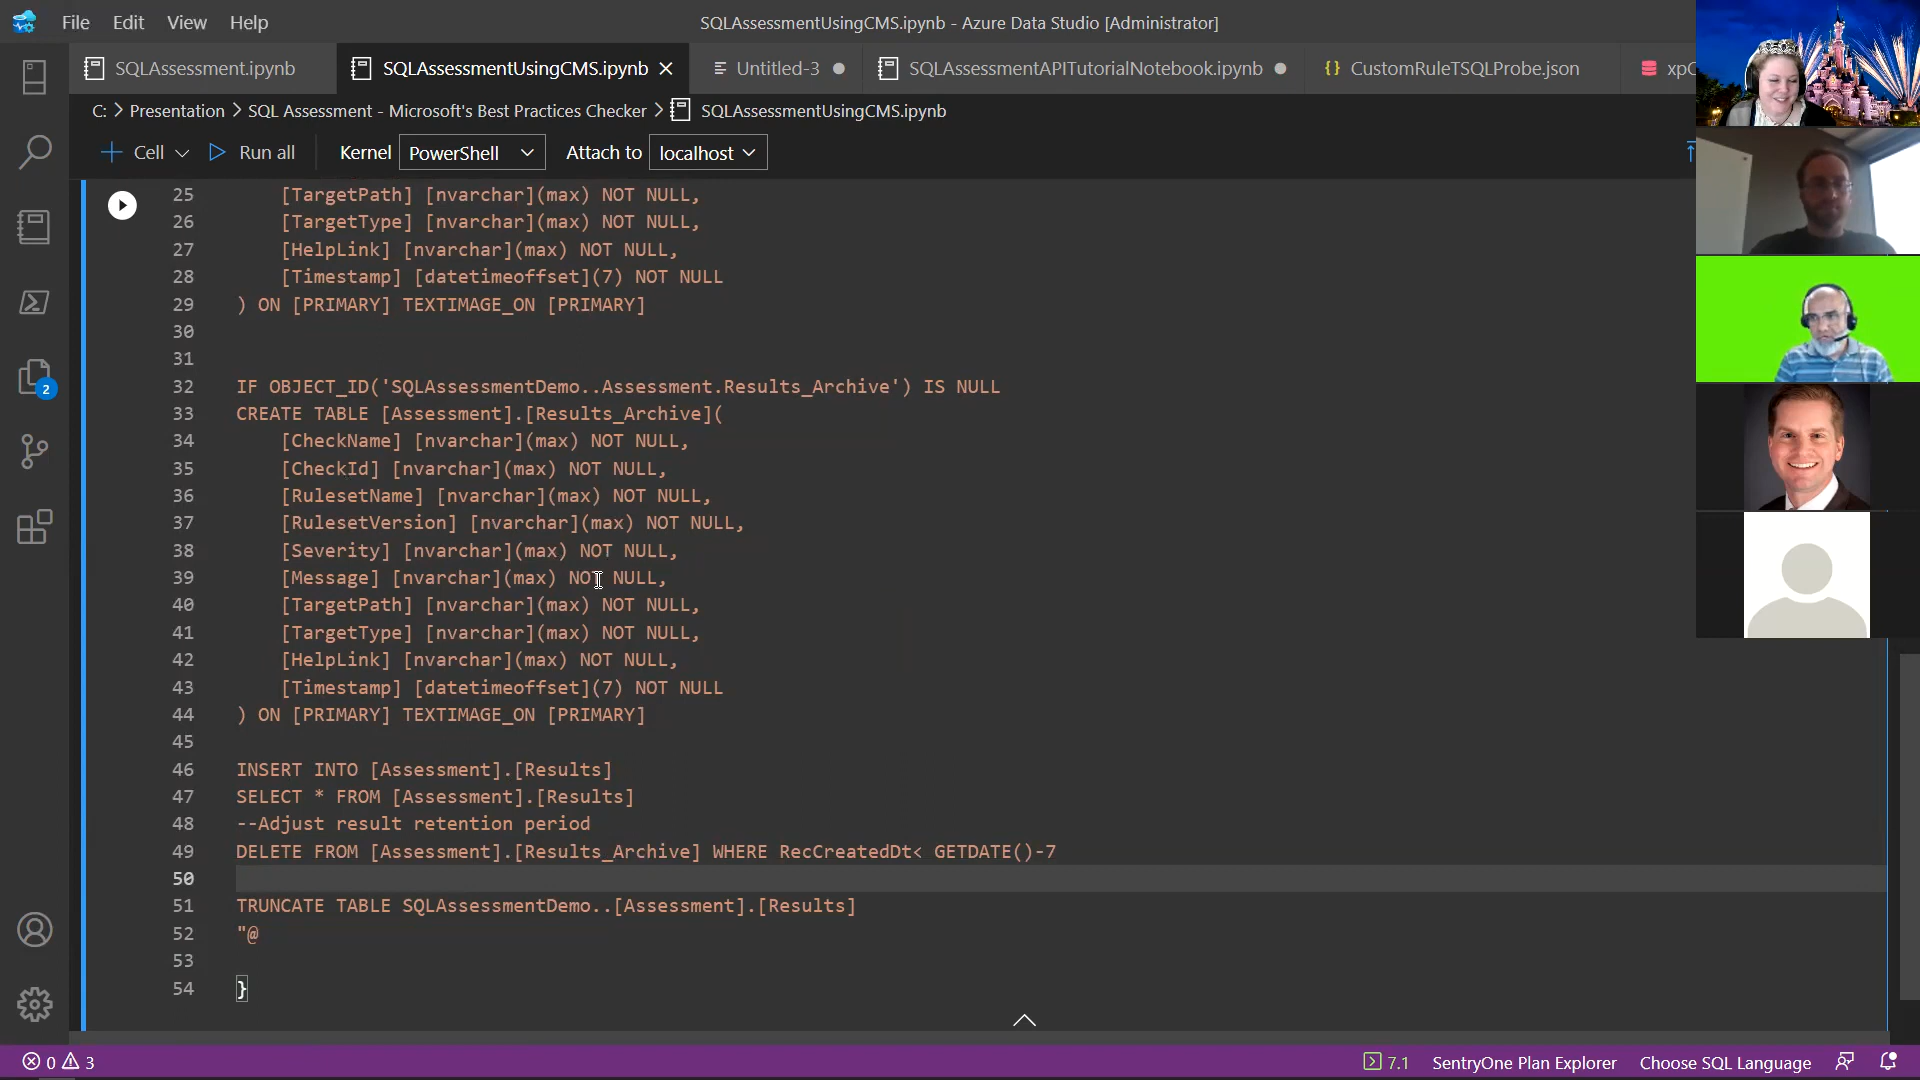 File Edit View Help
SQLAssessmentUsingCMS.ipynb - Azure Data Studio [Administrator]
SQLAssessment.ipynb
SQLAssessmentUsingCMS.ipynb
Untitled-3
SQLAssessmentAPITutorialNotebook.ipynb
{} CustomRuleTSQLProbe.json
C: > Presentation > SQL Assessment - Microsoft's Best Practices Checker > SQLAssessmentUsingCMS.ipynb
+ Cell Run all Kernel PowerShell Attach to localhost
25 [TargetPath] [nvarchar](max) NOT NULL,
26 [TargetType] [nvarchar](max) NOT NULL,
27 [HelpLink] [nvarchar](max) NOT NULL,
28 [Timestamp] [datetimeoffset](7) NOT NULL
29 ) ON [PRIMARY] TEXTIMAGE_ON [PRIMARY]
30
31
32 IF OBJECT_ID('SQLAssessmentDemo..Assessment.Results_Archive') IS NULL
33 CREATE TABLE [Assessment].[Results_Archive](
34 [CheckName] [nvarchar](max) NOT NULL,
35 [CheckId] [nvarchar](max) NOT NULL,
36 [RulesetName] [nvarchar](max) NOT NULL,
37 [RulesetVersion] [nvarchar](max) NOT NULL,
38 [Severity] [nvarchar](max) NOT NULL,
39 [Message] [nvarchar](max) NOT NULL,
40 [TargetPath] [nvarchar](max) NOT NULL,
41 [TargetType] [nvarchar](max) NOT NULL,
42 [HelpLink] [nvarchar](max) NOT NULL,
43 [Timestamp] [datetimeoffset](7) NOT NULL
44 ) ON [PRIMARY] TEXTIMAGE_ON [PRIMARY]
45
46 INSERT INTO [Assessment].[Results]
47 SELECT * FROM [Assessment].[Results]
48 --Adjust result retention period
49 DELETE FROM [Assessment].[Results_Archive] WHERE RecCreatedDt< GETDATE()-7
50
51 TRUNCATE TABLE SQLAssessmentDemo..[Assessment].[Results]
52 "@
53
54 }
2
0 3
7.1 SentryOne Plan Explorer Choose SQL Language